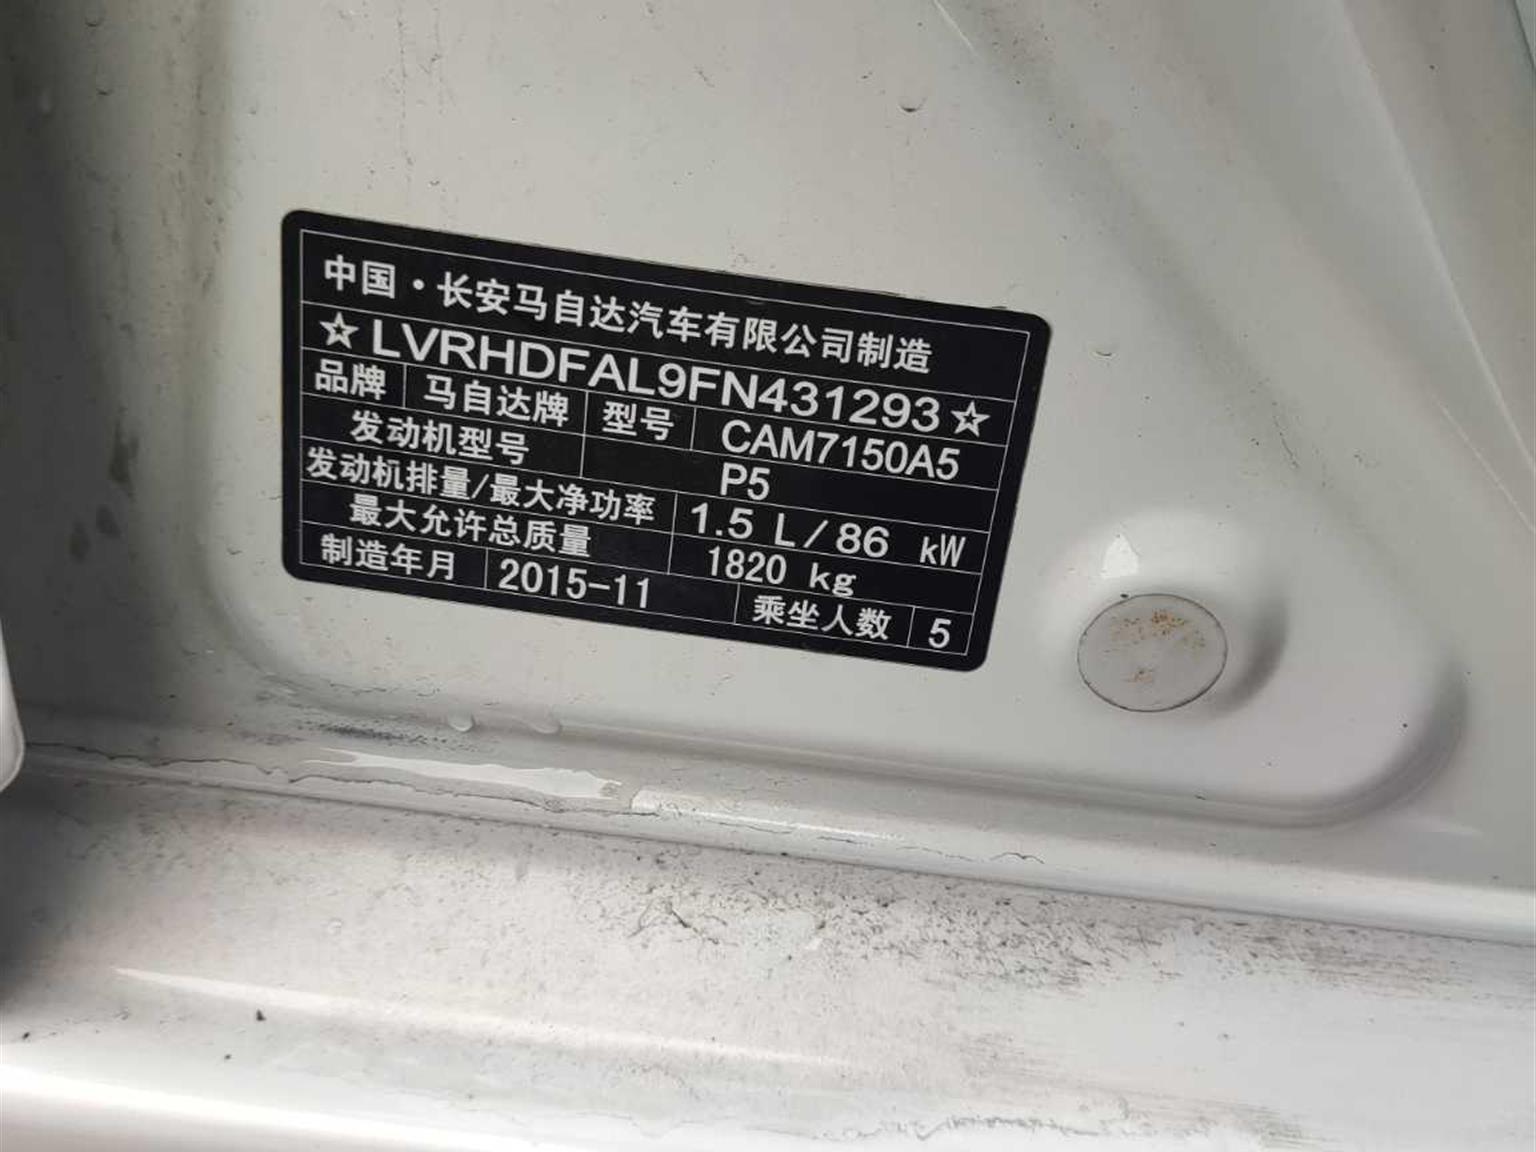 中国·长安马自达汽车有限公司制造
☆LVRHDFAL9FN431293☆
品牌 马自达牌 型号 CAM7150A5
发动机型号 P5
发动机排量/最大净功率 1.5 L/86 kW
最大允许总质量 1820 kg
制造年月 2015-11 乘坐人数 5